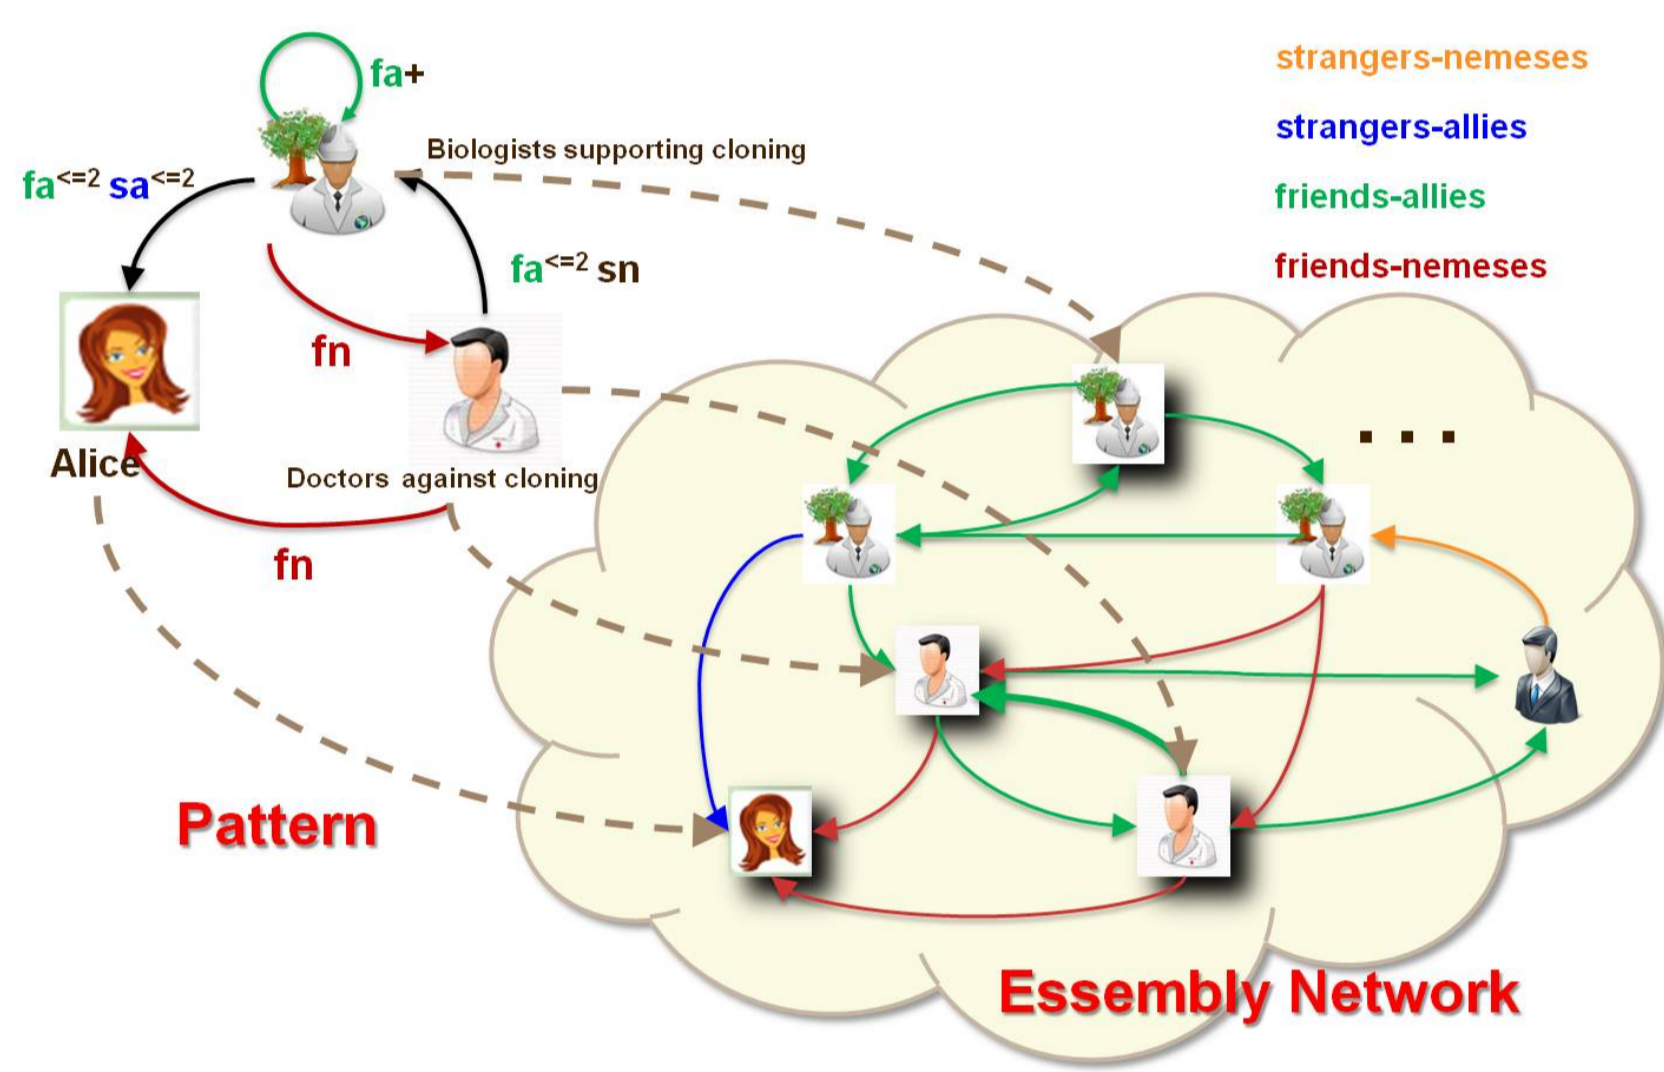 fa+
strangers-nemeses
strangers-allies
friends-allies
friends-nemeses
Biologists supporting cloning
fa<=2 sa<=2
fa<=2 sn
fn
Alice
Doctors against cloning
fn
. . .
Pattern
Essembly Network